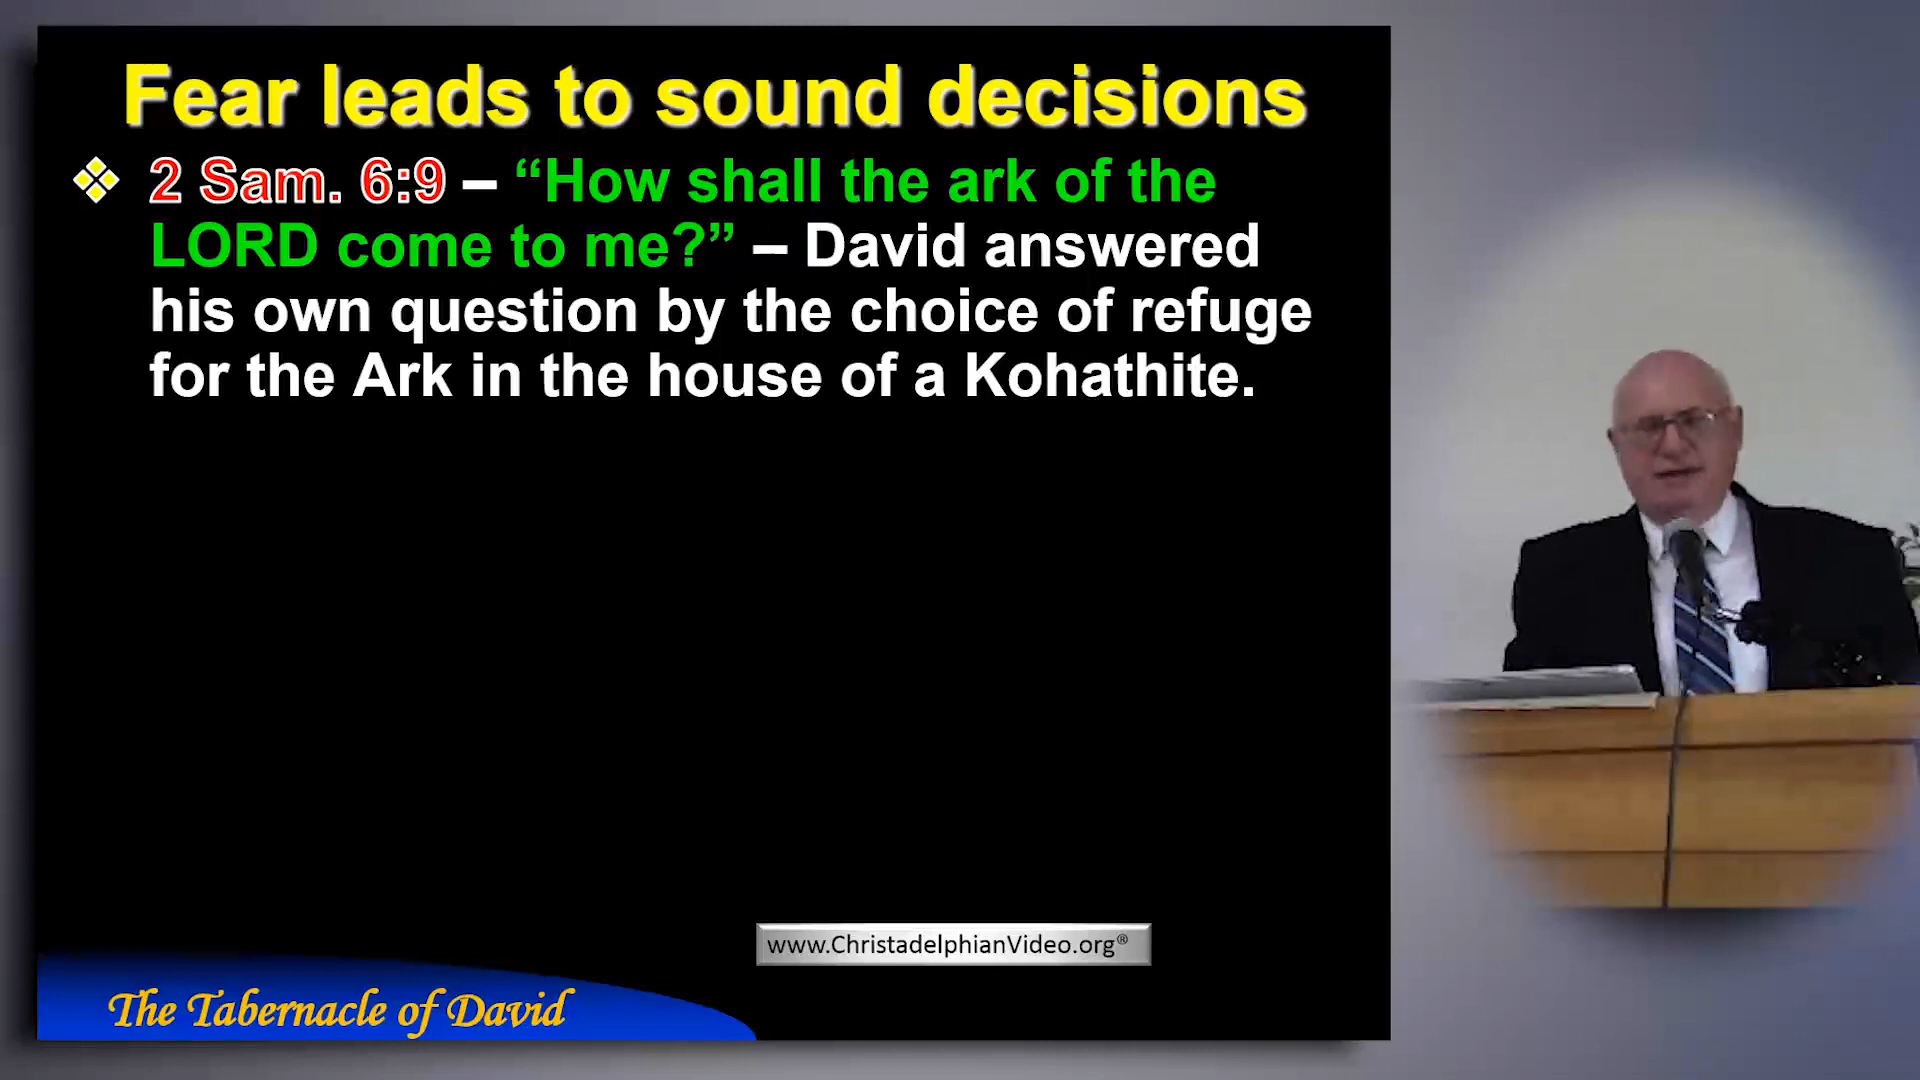 Fear leads to sound decisions
❖ 2 Sam. 6:9 – “How shall the ark of the
LORD come to me?” – David answered
his own question by the choice of refuge
for the Ark in the house of a Kohathite.
www.ChristadelphianVideo.org®
The Tabernacle of David